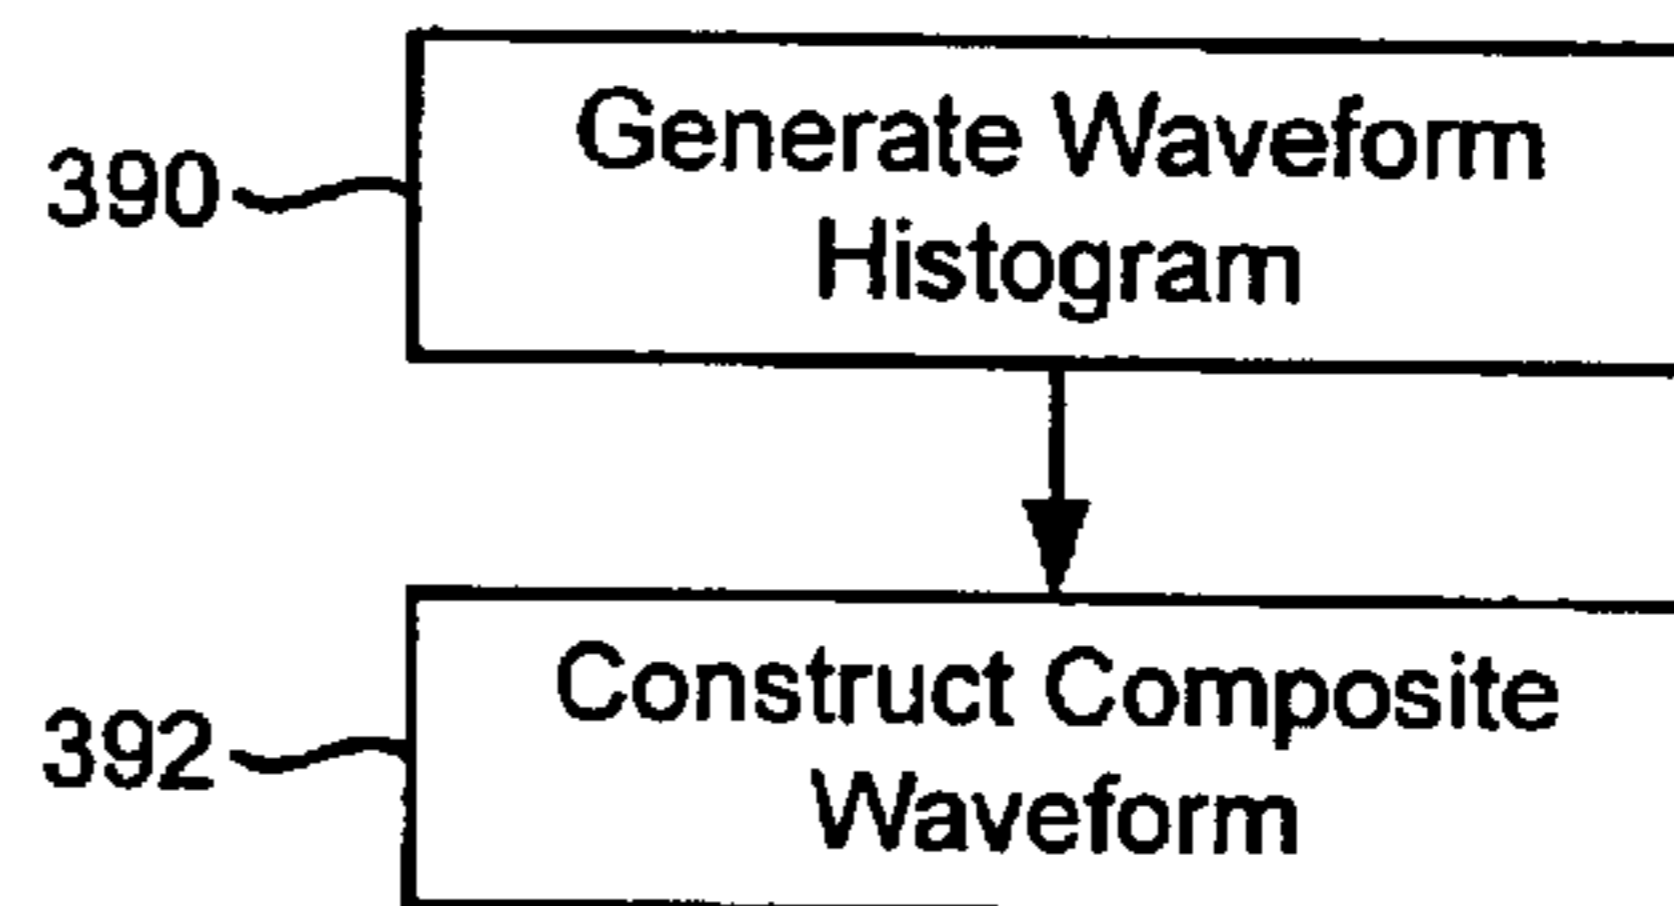 Generate Waveform
390
Histogram
Construct Composite
392
Waveform